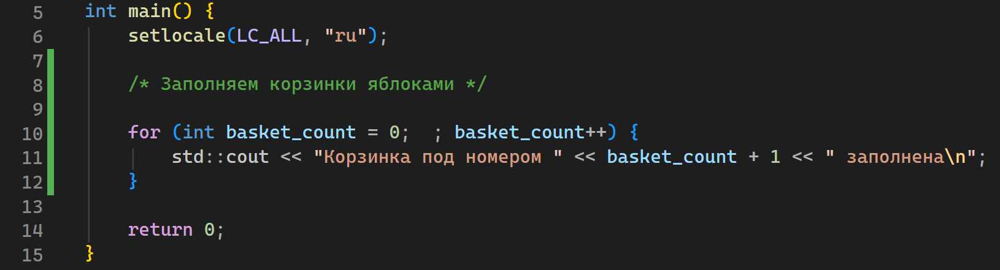 5 int main() {
6 setlocale(LC_ALL, "ru");
7
8 /* Заполняем корзинки яблоками */
9
10 for (int basket_count = 0;  ; basket_count++) {
11 std::cout << "Корзинка под номером " << basket_count + 1 << " заполнена\n";
12 }
13
14 return 0;
15 }